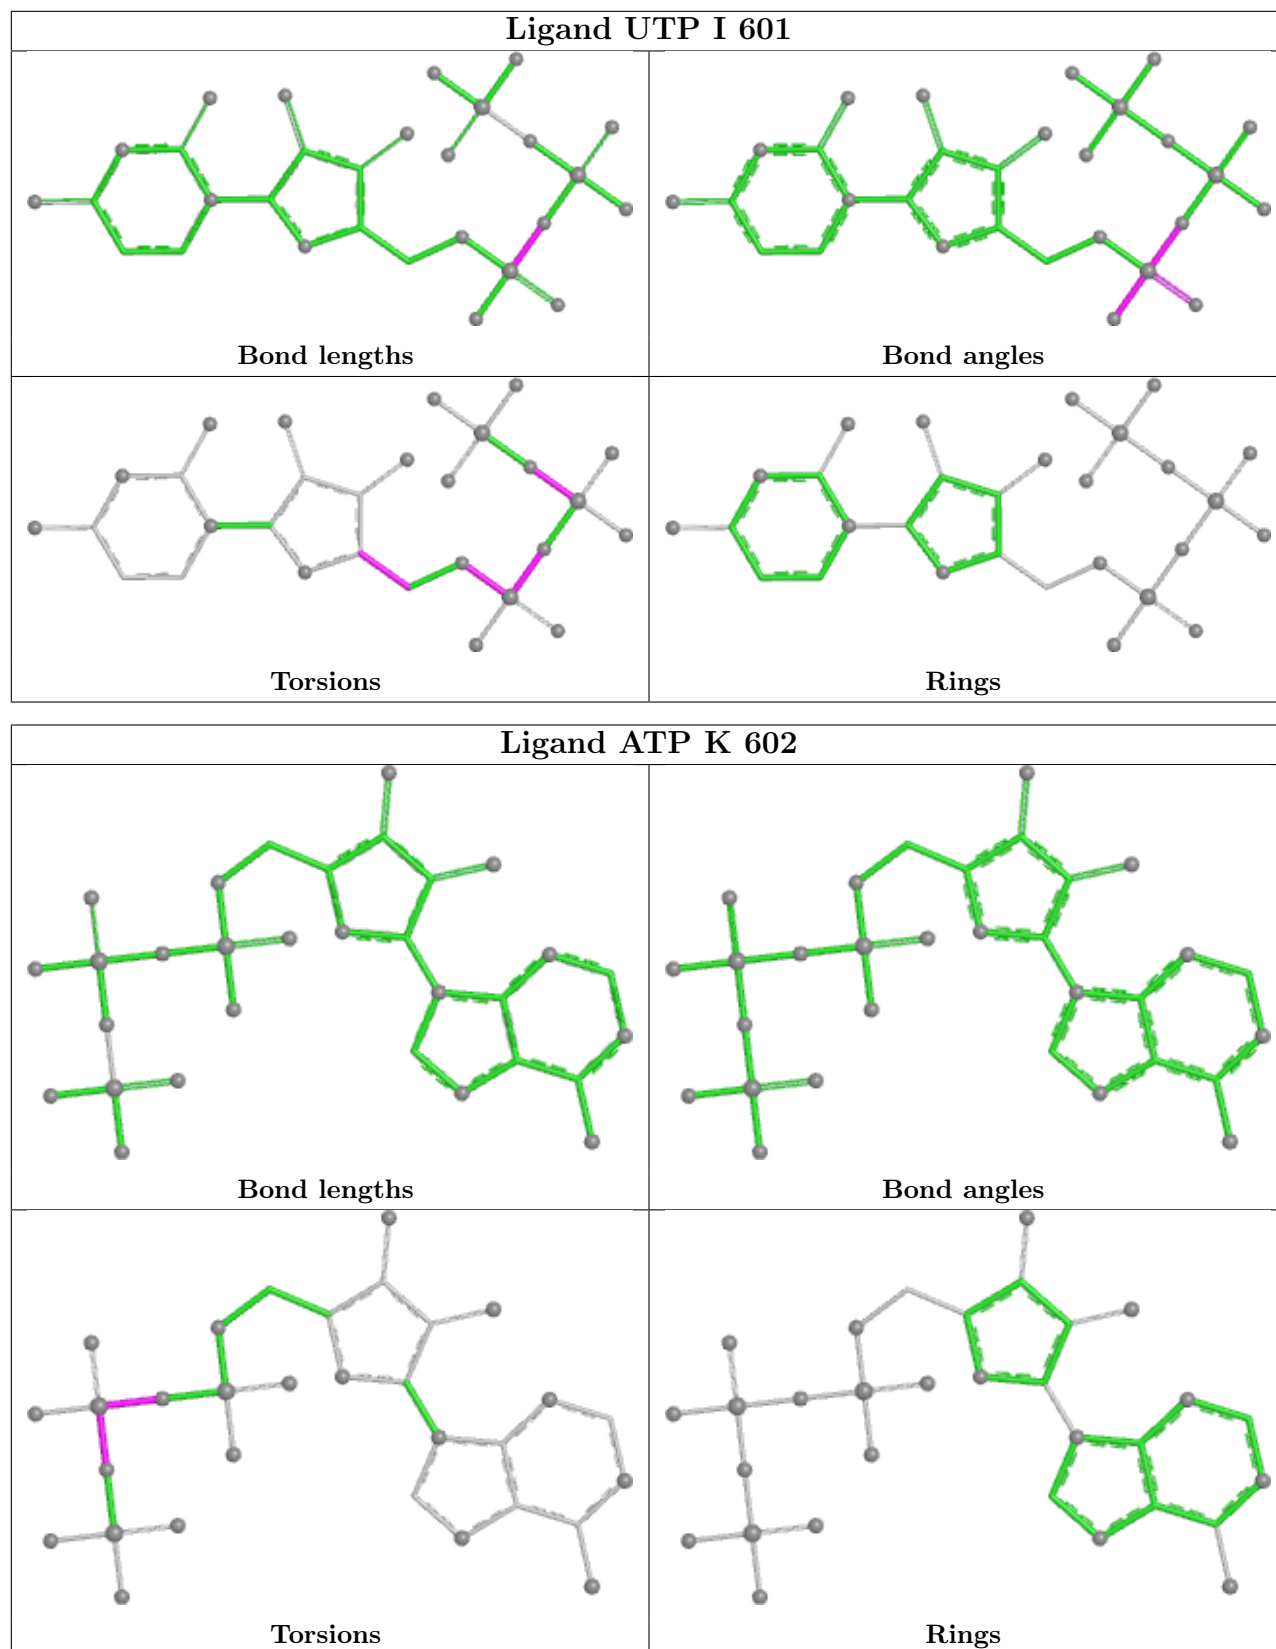 Ligand UTP I 601
Bond lengths
Bond angles
Torsions
Rings
Ligand ATP K 602
Bond lengths
Bond angles
Torsions
Rings